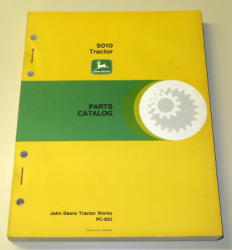 5010
Tractor
JOHN DEERE
PARTS
CATALOG
John Deere Tractor Works
PC-803